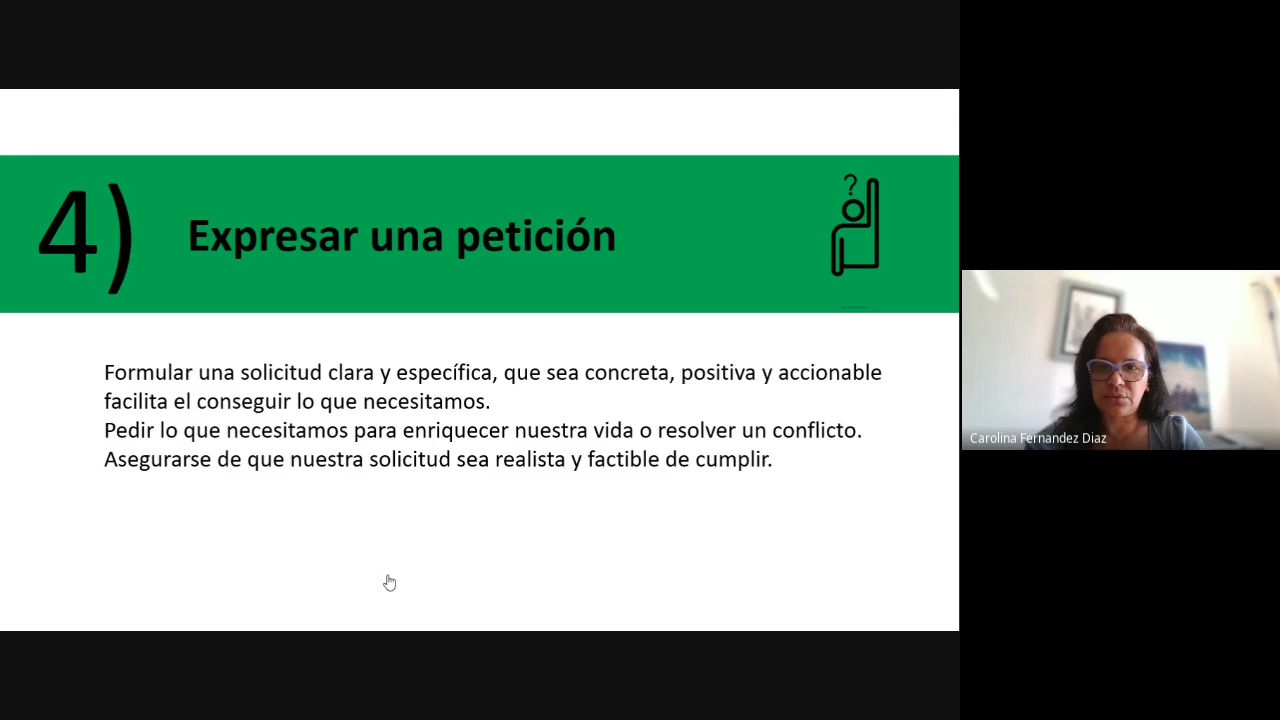 4) Expresar una petición
?
Formular una solicitud clara y específica, que sea concreta, positiva y accionable
facilita el conseguir lo que necesitamos.
Pedir lo que necesitamos para enriquecer nuestra vida o resolver un conflicto.
Asegurarse de que nuestra solicitud sea realista y factible de cumplir.
Carolina Fernandez Diaz